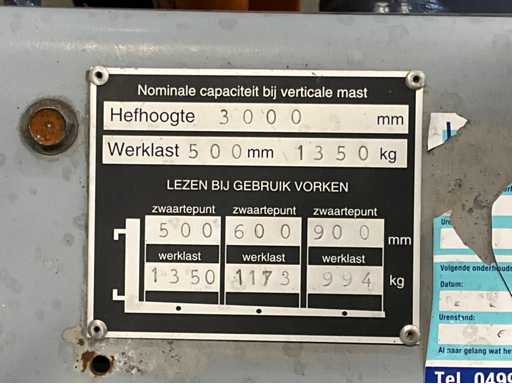 Nominale capaciteit bij verticale mast
Hefhoogte 3000 mm
Werklast 500 mm 1350 kg
LEZEN BIJ GEBRUIK VORKEN
zwaartepunt zwaartepunt zwaartepunt
500 600 900 mm
werklast werklast werklast
1350 1173 994 kg
Volgende onderhoud
Datum:
Urenstand:
Al naar gelang wat he
Tel. 049